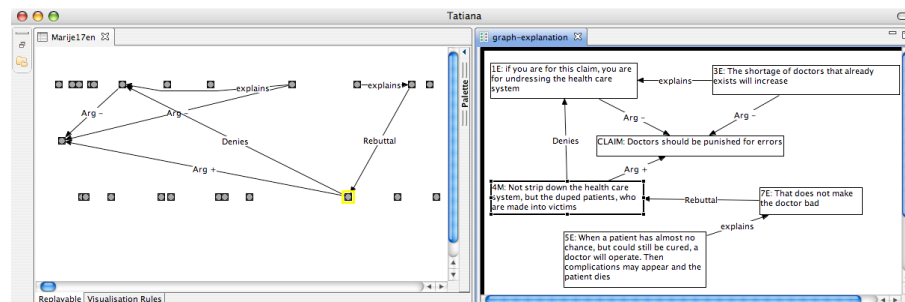 Tatiana
Marije17en
graph-explanation
Palette
explains
explains
Arg -
Arg -
Denies
Rebuttal
Arg +
Replayable
Visualisation Rules
1E: if you are for this claim, you are
for undressing the health care
system
explains
3E: The shortage of doctors that already
exists will increase
Arg -
Arg -
Denies
CLAIM: Doctors should be punished for errors
Arg +
4M: Not strip down the health care
system, but the duped patients, who
are made into victims
Rebuttal
7E: That does not make
the doctor bad
explains
5E: When a patient has almost no
chance, but could still be cured, a
doctor will operate. Then
complications may appear and the
patient dies